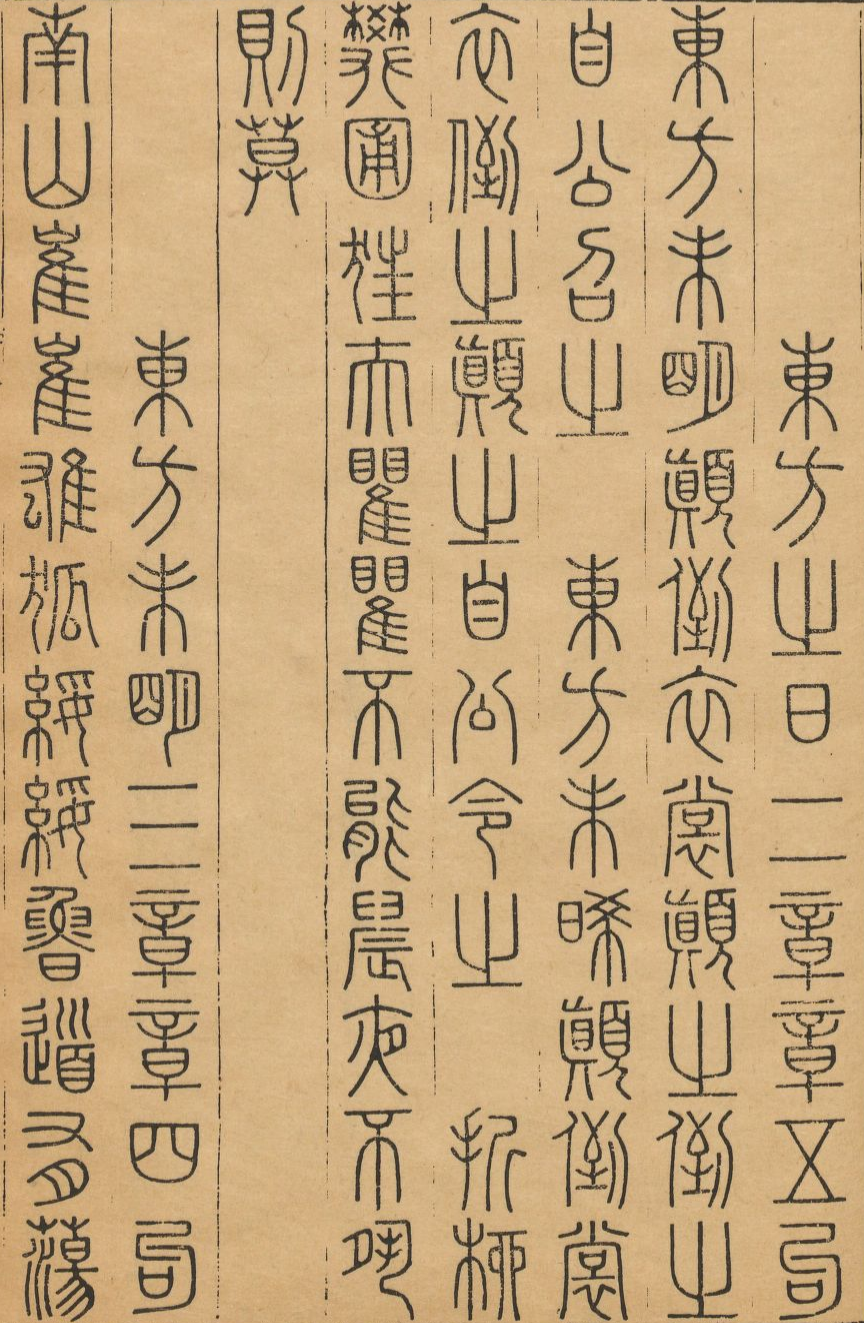 東方之日二章章五句
東方未明顛倒衣裳顛之倒之
自公召之　東方未晞顛倒裳
衣倒之顛之自公令之　折柳
樊圃狂夫瞿瞿不能晨夜不夙
則莫
東方未明三章章四句
南山崔崔雄狐綏綏魯道有蕩